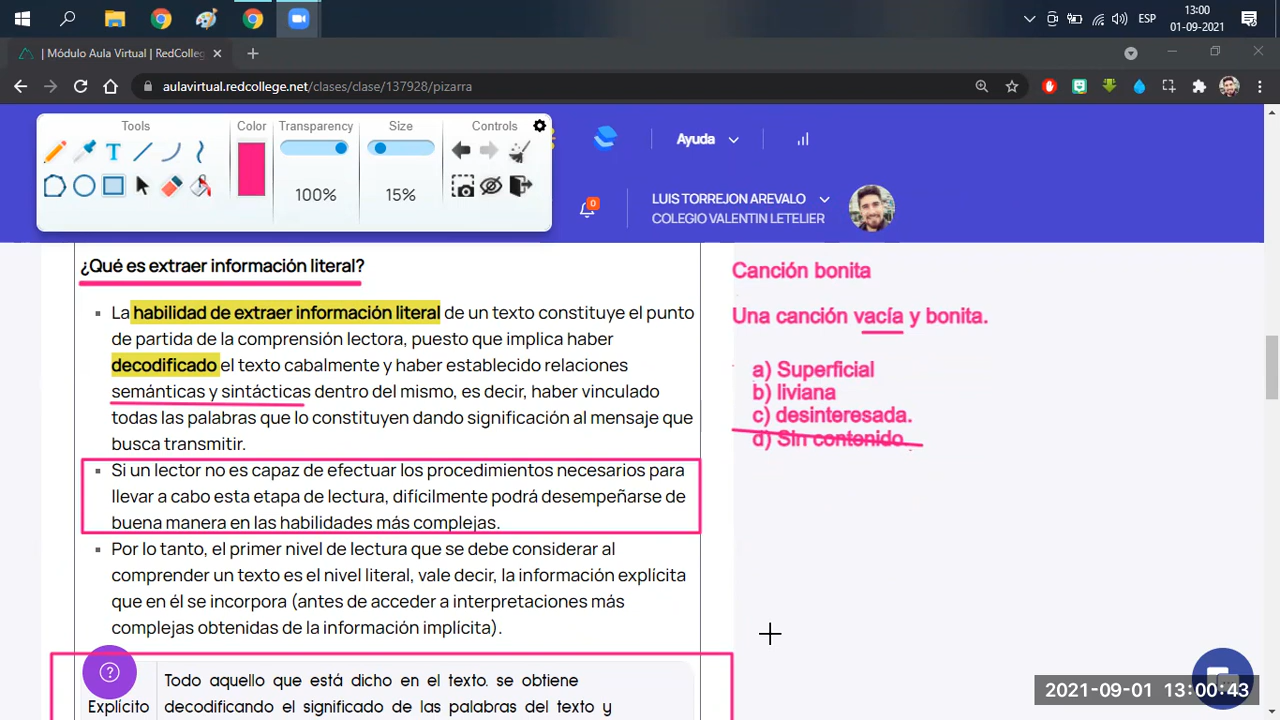 13:00
ESP
01-09-2021
| Módulo Aula Virtual | RedColleg
aulavirtual.redcollege.net/clases/clase/137928/pizarra
Tools
Color
Transparency
Size
Controls
100%
15%
Ayuda
0
LUIS TORREJON AREVALO
COLEGIO VALENTIN LETELIER
¿Qué es extraer información literal?
La habilidad de extraer información literal de un texto constituye el punto
de partida de la comprensión lectora, puesto que implica haber
decodificado el texto cabalmente y haber establecido relaciones
semánticas y sintácticas dentro del mismo, es decir, haber vinculado
todas las palabras que lo constituyen dando significación al mensaje que
busca transmitir.
Si un lector no es capaz de efectuar los procedimientos necesarios para
llevar a cabo esta etapa de lectura, difícilmente podrá desempeñarse de
buena manera en las habilidades más complejas.
Por lo tanto, el primer nivel de lectura que se debe considerar al
comprender un texto es el nivel literal, vale decir, la información explícita
que en él se incorpora (antes de acceder a interpretaciones más
complejas obtenidas de la información implícita).
Explícito
Todo aquello que está dicho en el texto. se obtiene
decodificando el significado de las palabras del texto y
Canción bonita
Una canción vacía y bonita.
a) Superficial
b) liviana
c) desinteresada.
d) Sin contenido.
2021-09-01 13:00:43